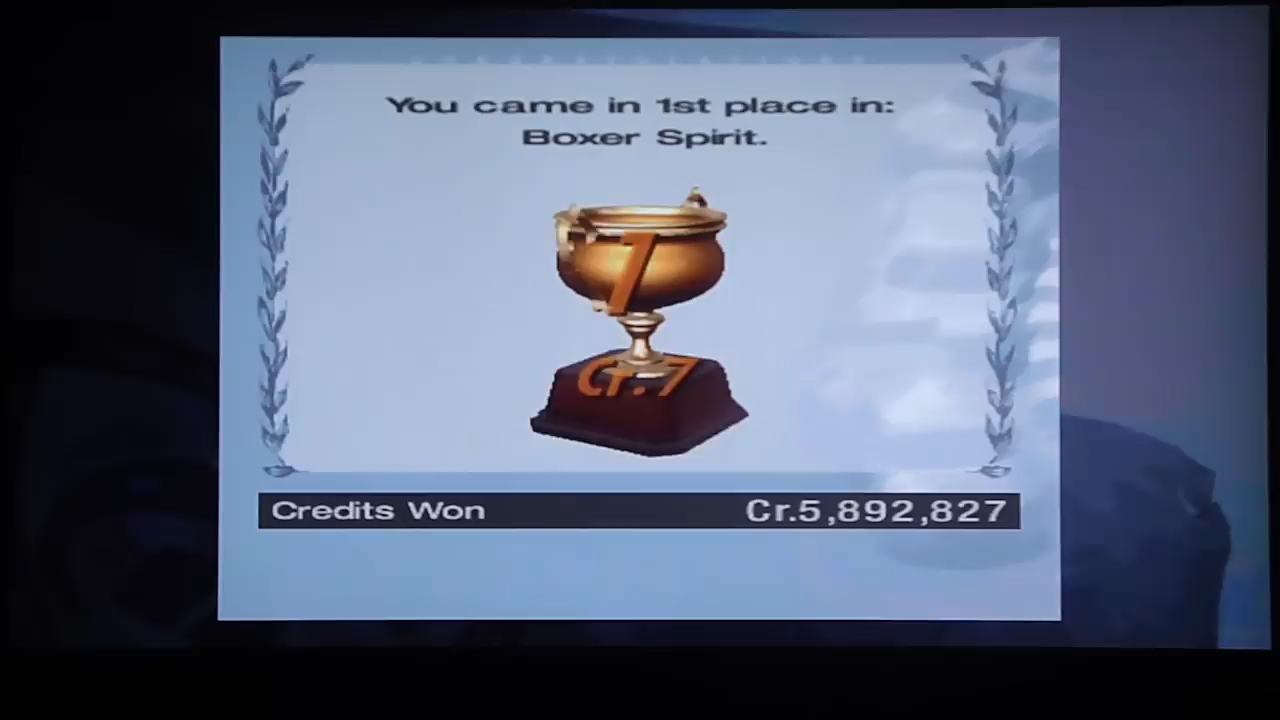 You came in 1st place in:
Boxer Spirit.
1
Cr.7
Credits Won
Cr.5,892,827